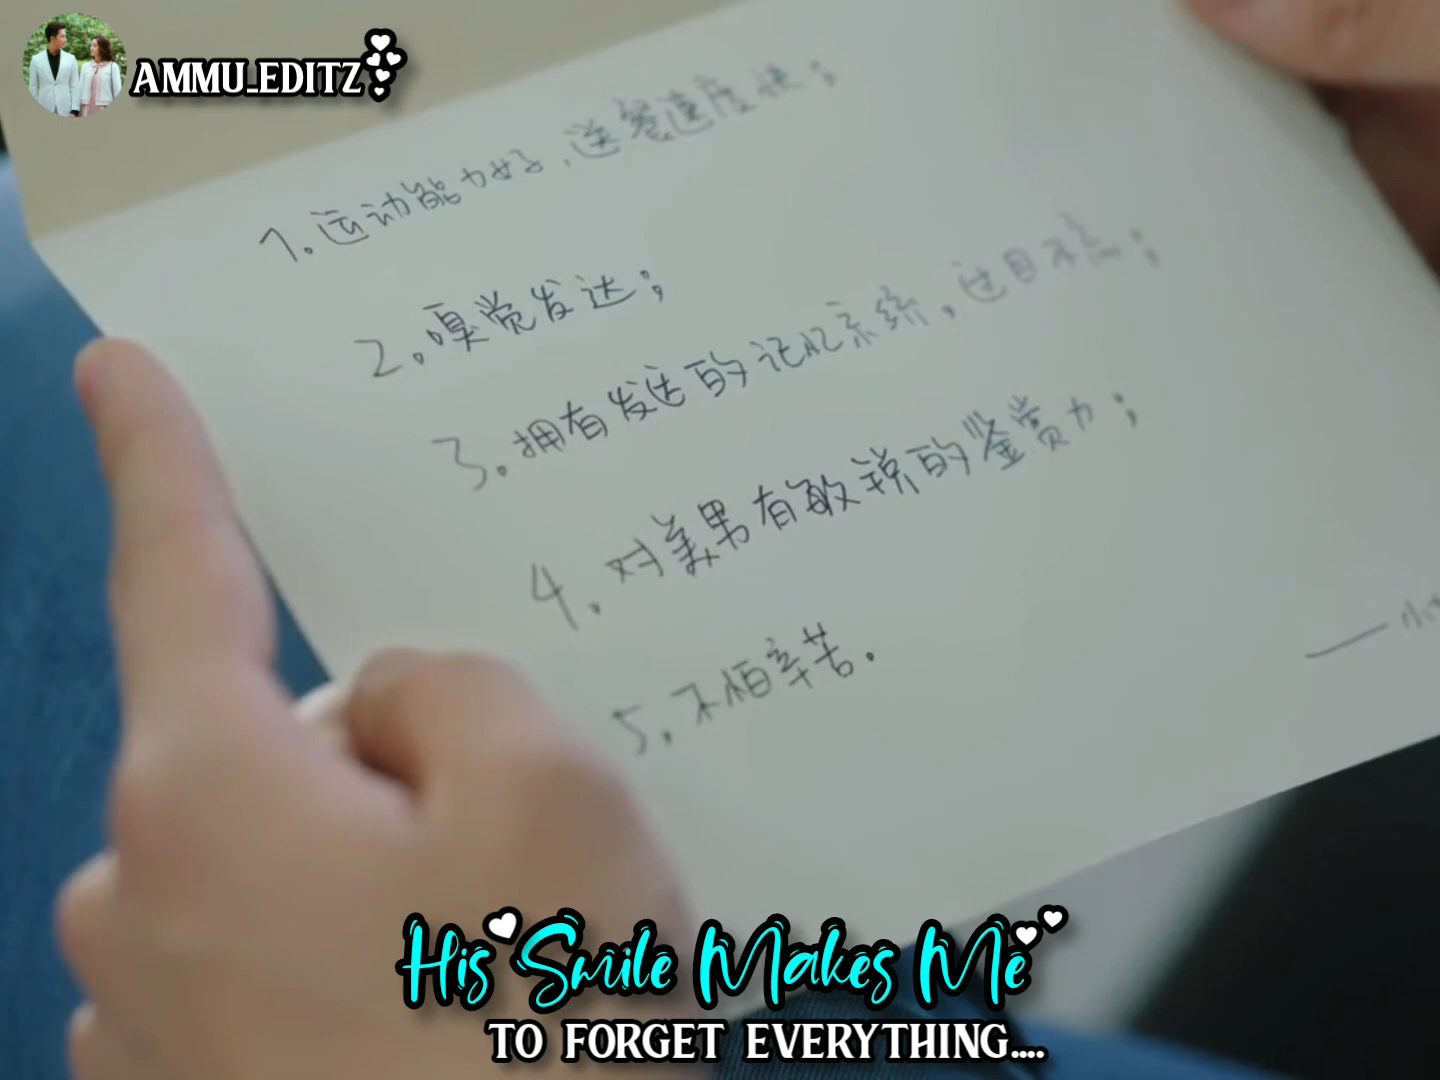 AMMU_EDITZ
1. 运动能力好, 送餐速度快;
2. 嗅觉发达;
3. 拥有发达的记忆系统, 过目不忘;
4. 对美男有敏锐的鉴赏力;
5. 不怕辛苦.
—— 小
His Smile Makes Me
TO FORGET EVERYTHING....